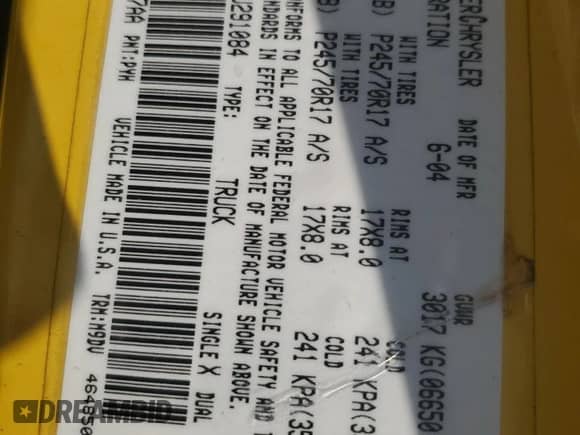 ERCHRYSLER DATE OF MFR GVWR
RATION 6-04 3017 KG(06650
WITH TIRES RIMS AT COLD
B) P245/70R17 A/S 17X8.0 241 KPA(3
WITH TIRES RIMS AT COLD
B) P245/70R17 A/S 17X8.0 241 KPA(35
NFORMS TO ALL APPLICABLE FEDERAL MOTOR VEHICLE SAFETY AND
NDARDS IN EFFECT ON THE DATE OF MANUFACTURE SHOWN ABOVE.
291084 TYPE: TRUCK SINGLE X DUAL
7AA PNT:PYH VEHICLE MADE IN U.S.A. TRM:M9DV 464850
DREAMBID